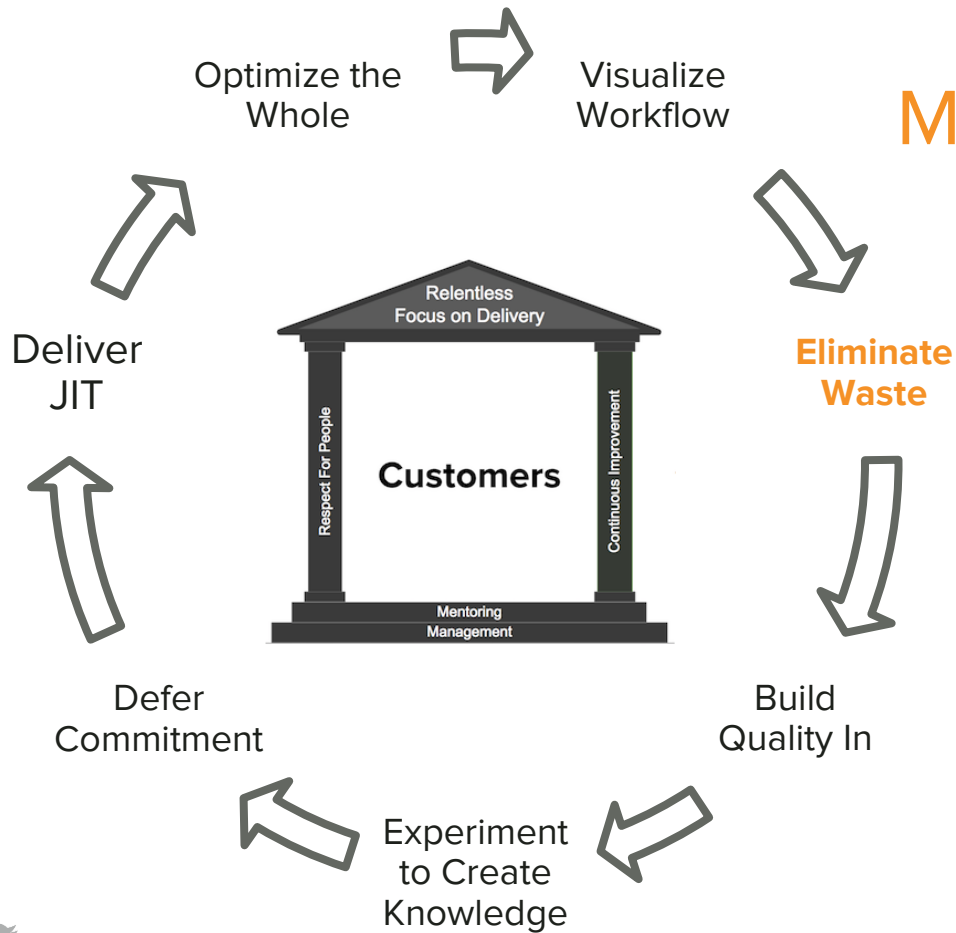 Optimize the
Whole
Visualize
Workflow
M
Eliminate
Waste
Build
Quality In
Experiment
to Create
Knowledge
Defer
Commitment
Deliver
JIT
Relentless
Focus on Delivery
Respect For People
Customers
Continuous Improvement
Mentoring
Management